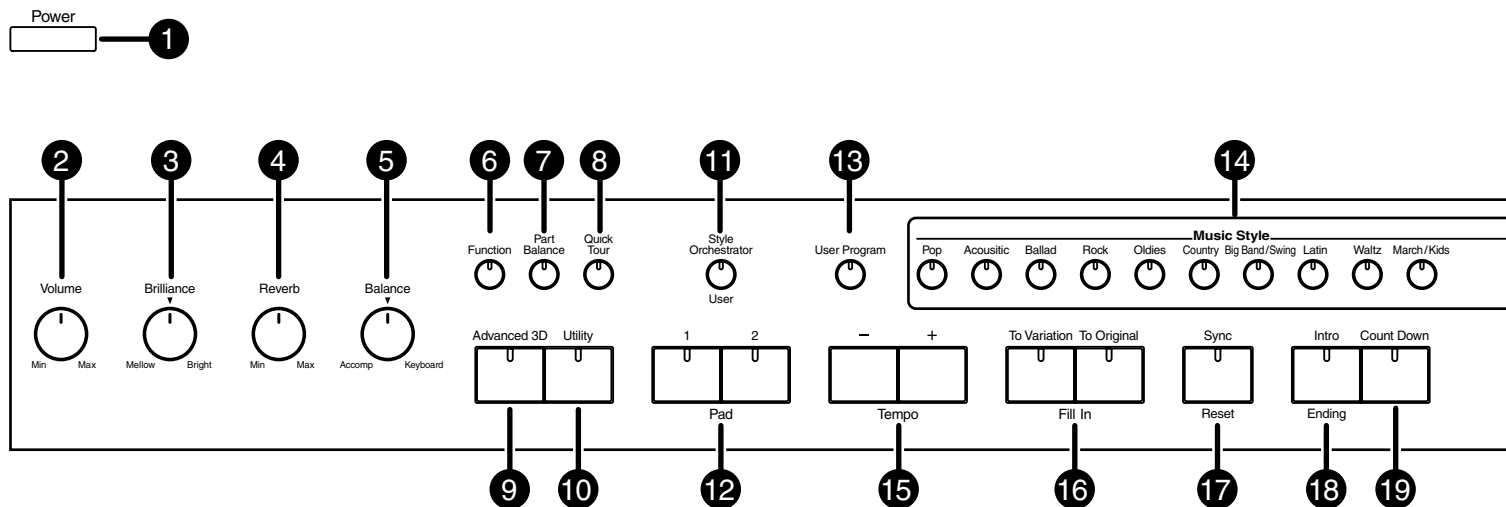 Power
1
2 3 4 5 6 7 8 11 13 14
Music Style
Function
Part
Balance
Quick
Tour
Style
Orchestrator
User
User Program
Pop Acousitic Ballad Rock Oldies Country Big Band/Swing Latin Waltz March/Kids
Volume
Min Max
Brilliance
Mellow Bright
Reverb
Min Max
Balance
Accomp Keyboard
Advanced 3D Utility
1 2
Pad
− +
Tempo
To Variation To Original
Fill In
Sync
Reset
Intro Count Down
Ending
9 10 12 15 16 17 18 19